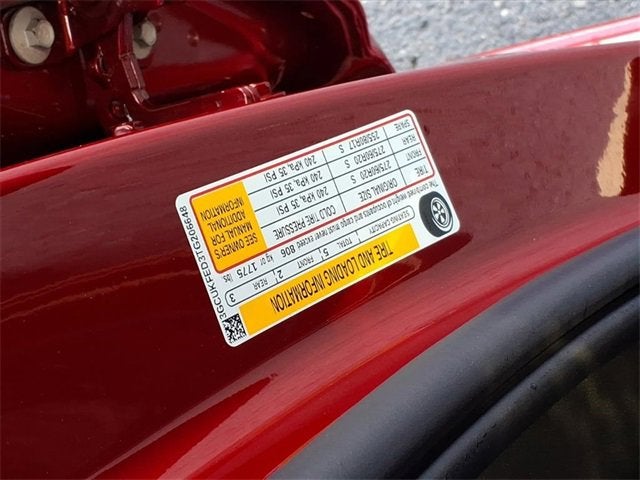 TIRE AND LOADING INFORMATION
SEATING CAPACITY TOTAL 5 FRONT 2 REAR 3
The combined weight of occupants and cargo must never exceed 806 kg or 1775 lbs
TIRE ORIGINAL SIZE COLD TIRE PRESSURE
FRONT 275/60R20 S 240 kPa, 35 PSI
REAR 275/60R20 S 240 kPa, 35 PSI
SPARE 255/80R17 S 240 kPa, 35 PSI
SEE OWNER'S
MANUAL FOR
ADDITIONAL
INFORMATION
3GCUKFED3TG206648